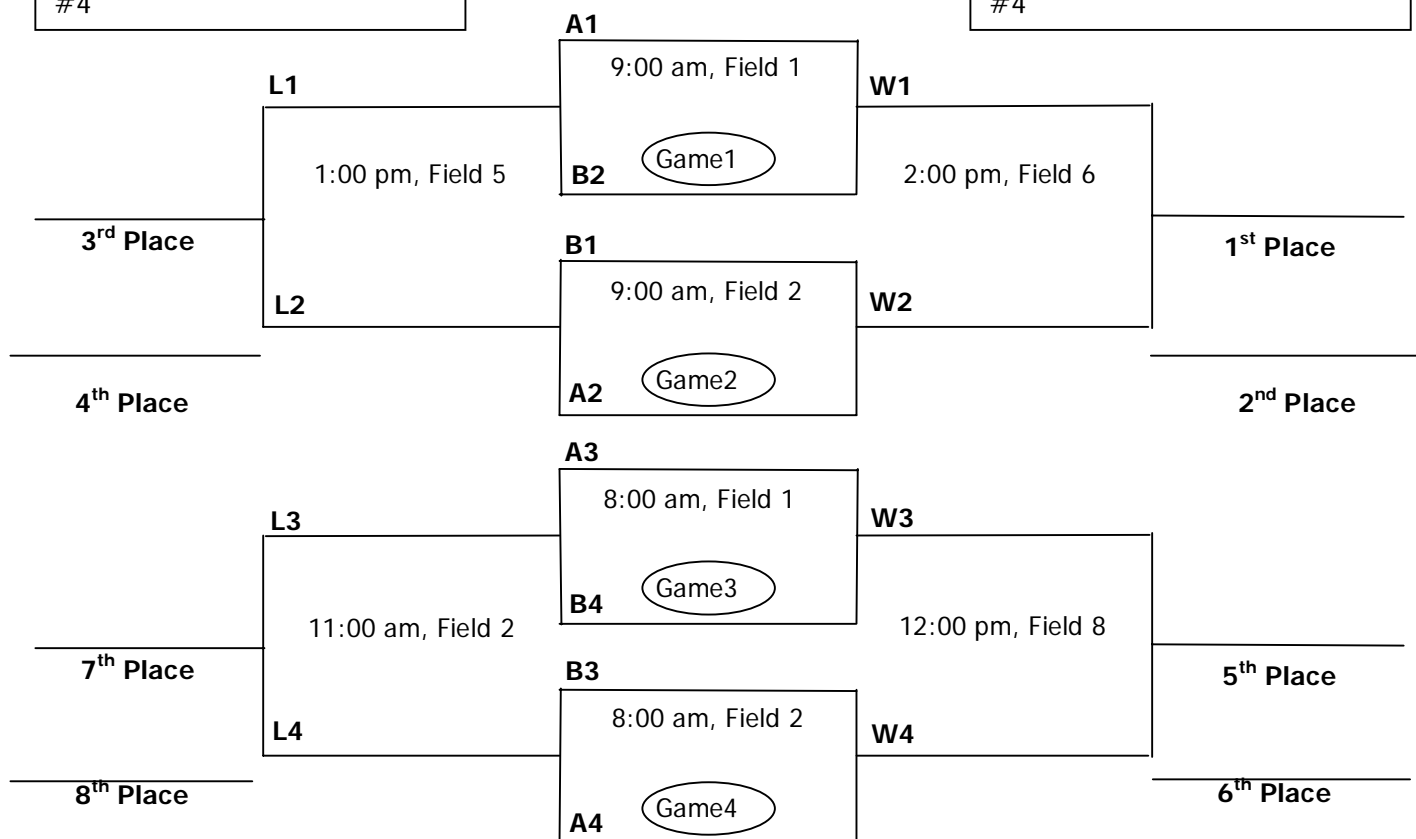 #4
#4
A1
9:00 am, Field 1
L1
W1
Game1
1:00 pm, Field 5
B2
2:00 pm, Field 6
3rd Place
B1
1st Place
9:00 am, Field 2
L2
W2
Game2
A2
4th Place
2nd Place
A3
8:00 am, Field 1
L3
W3
Game3
B4
11:00 am, Field 2
12:00 pm, Field 8
7th Place
B3
5th Place
8:00 am, Field 2
L4
W4
8th Place
6th Place
Game4
A4